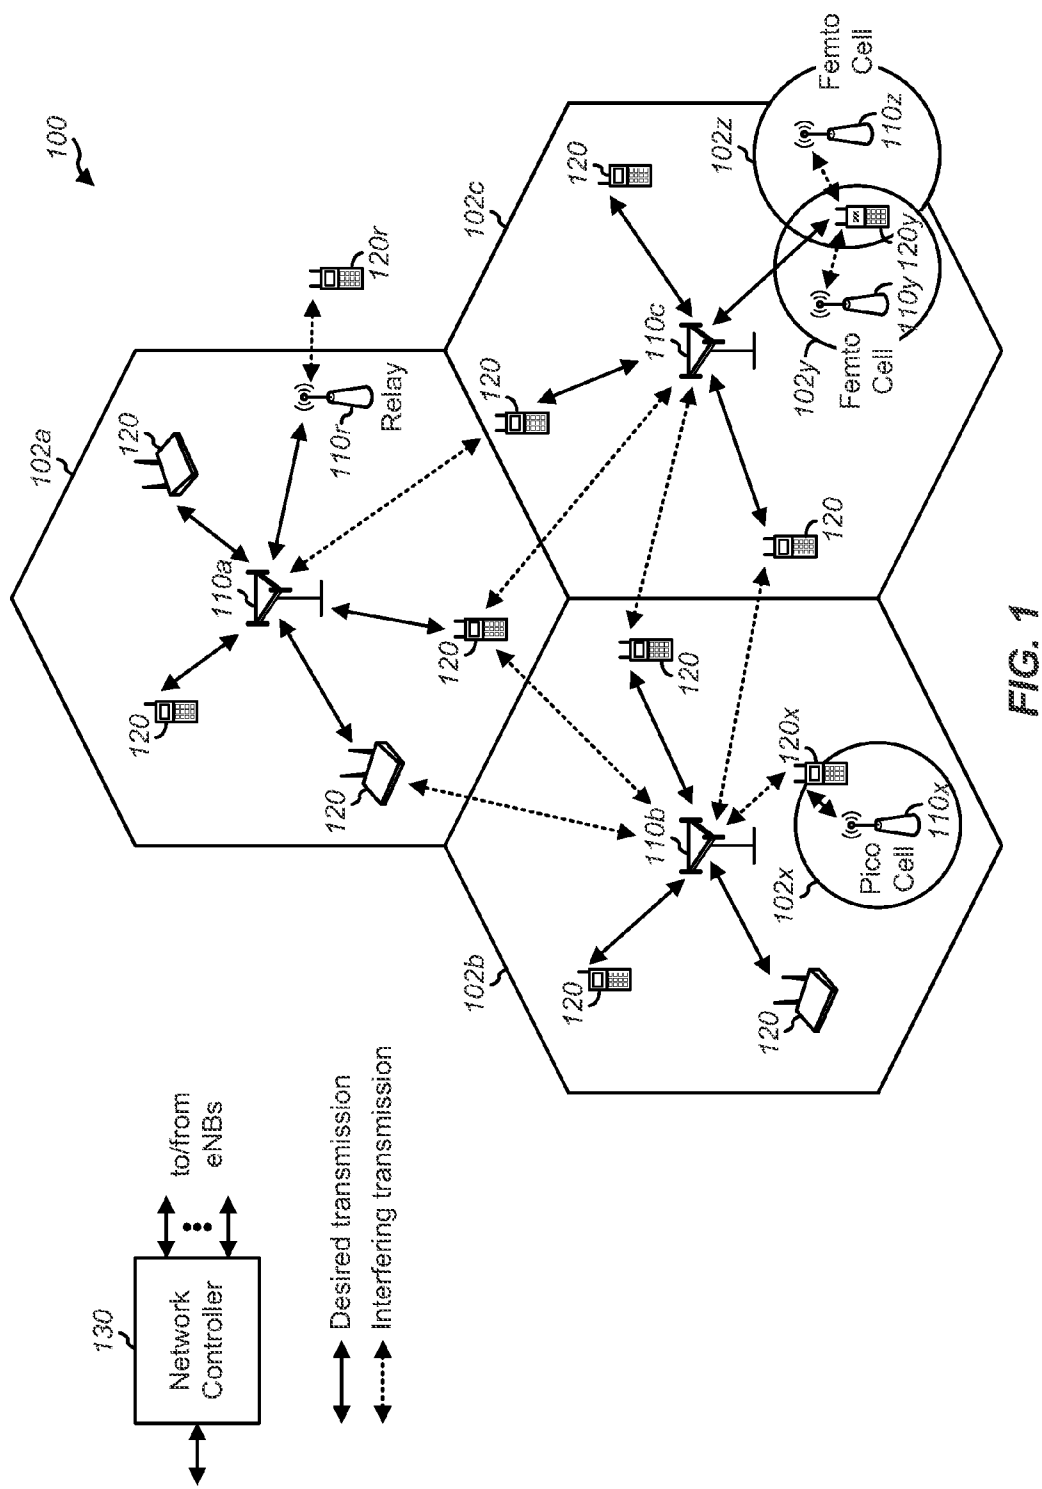 100
130
Network
Controller
to/from
eNBs
Desired transmission
Interfering transmission
102a
120
120
110a
120
120
110r
Relay
120r
102b
120
110b
120
120
120
102x
Pico
Cell
110x
120x
102c
120
120
110c
120
102y
Femto
Cell
110y
120y
102z
110z
Femto
Cell
FIG. 1